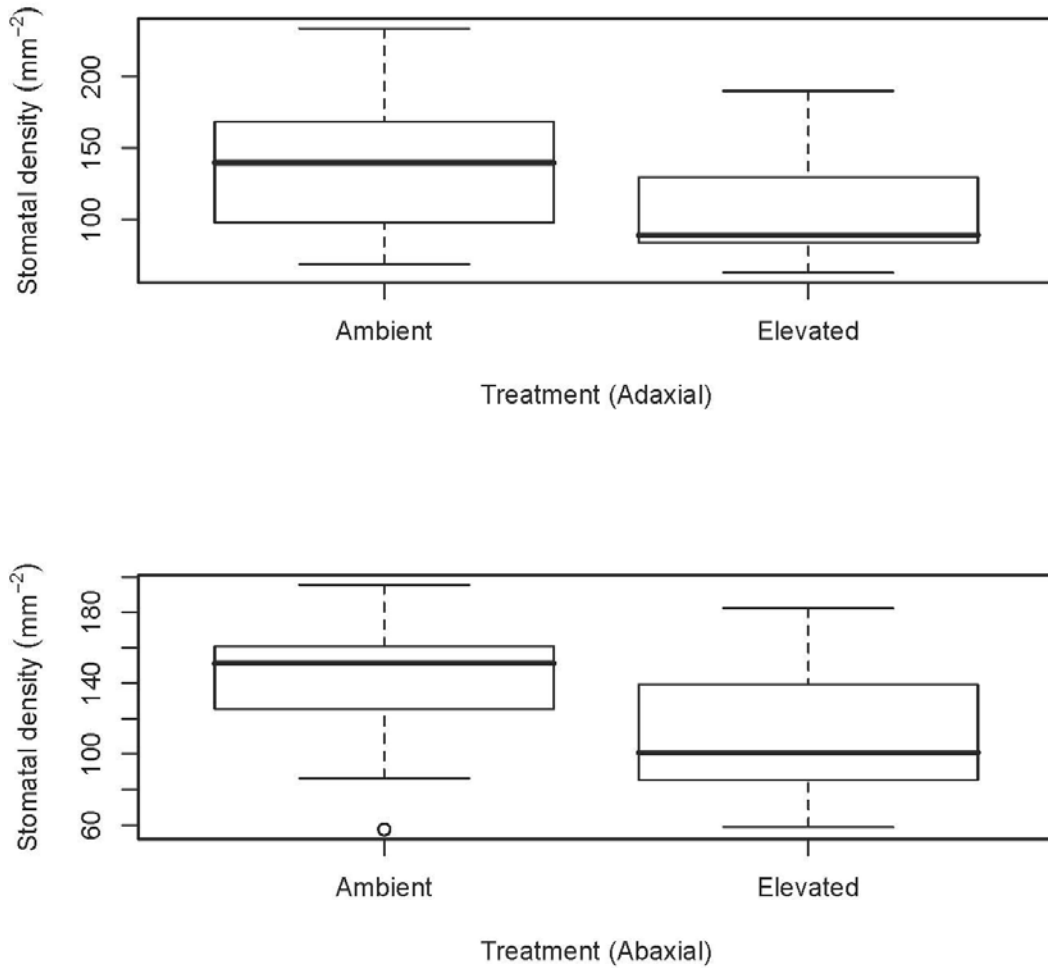 Stomatal density (mm⁻²)
200
150
100
Ambient
Elevated
Treatment (Adaxial)
Stomatal density (mm⁻²)
180
140
100
60
Ambient
Elevated
Treatment (Abaxial)